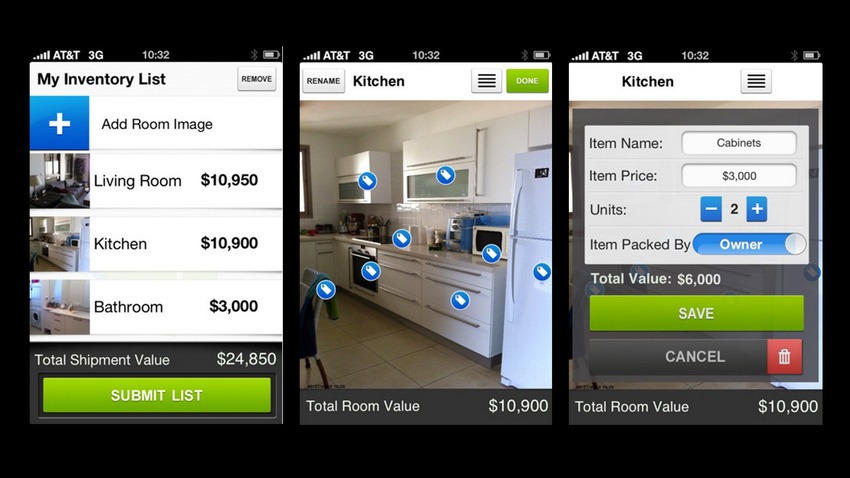 AT&T 3G 10:32
My Inventory List REMOVE
Add Room Image
Living Room $10,950
Kitchen $10,900
Bathroom $3,000
Total Shipment Value $24,850
SUBMIT LIST
AT&T 3G 10:32
RENAME Kitchen DONE
Total Room Value $10,900
AT&T 3G 10:32
Kitchen
Item Name: Cabinets
Item Price: $3,000
Units: 2
Item Packed By Owner
Total Value: $6,000
SAVE
CANCEL
Total Room Value $10,900